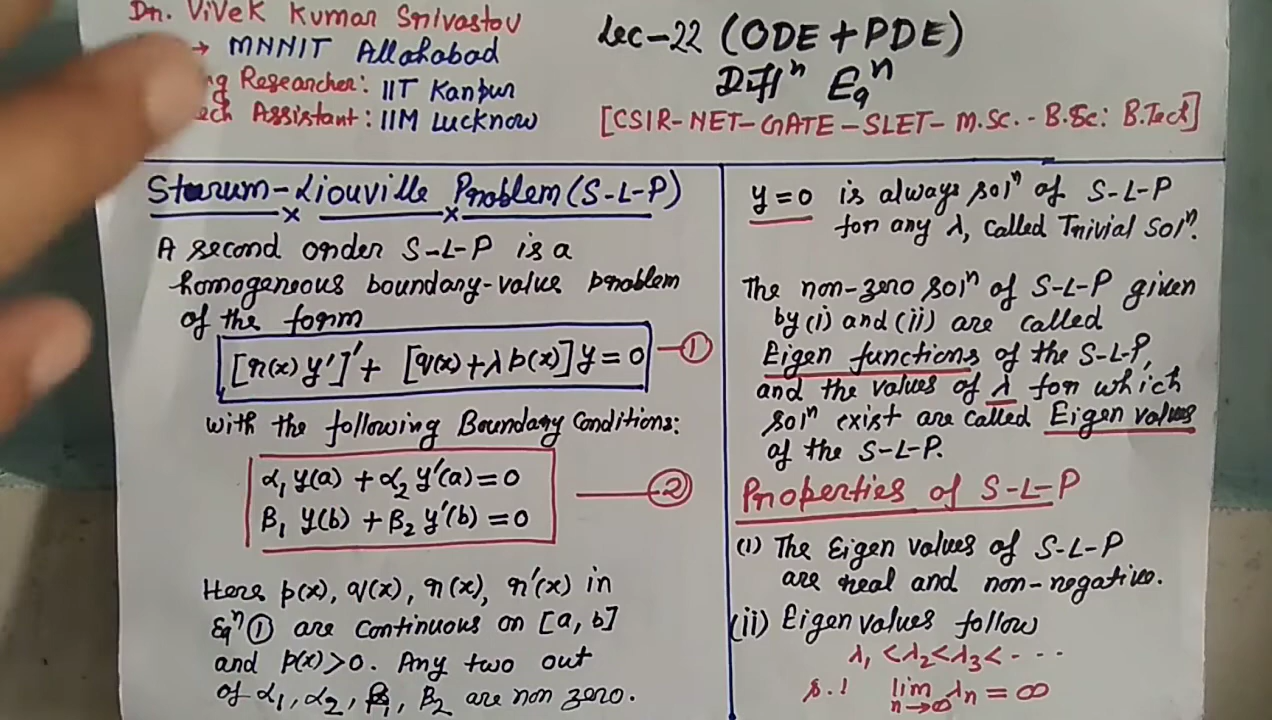 Dr. Vivek Kumar Srivastav
→ MNNIT Allahabad
Researcher: IIT Kanpur
Assistant: IIM Lucknow
Lec-22 (ODE+PDE)
Diffⁿ Eqⁿ
[CSIR-NET-GATE-SLET- M.Sc.- B.Sc: B.Tech]
Sturum-Liouville Problem (S-L-P)
A second order S-L-P is a
homogeneous boundary-value problem
of the form
[r(x) y']' + [q(x)+λ p(x)] y = 0 — ①
with the following Boundary Conditions:
α₁ y(a) + α₂ y'(a) = 0
— ②
β₁ y(b) + β₂ y'(b) = 0
Here p(x), q(x), r(x), r'(x) in
Eqⁿ ① are continuous on [a, b]
and p(x)>0. Any two out
of α₁, α₂, β₁, β₂ are non zero.
y = 0 is always solⁿ of S-L-P
for any λ, called Trivial Solⁿ.
The non-zero solⁿ of S-L-P given
by (i) and (ii) are called
Eigen functions of the S-L-P,
and the values of λ for which
solⁿ exist are called Eigen values
of the S-L-P.
Properties of S-L-P
(i) The Eigen values of S-L-P
are real and non-negative.
(ii) Eigen values follow
λ₁ < λ₂ < λ₃ < - - -
s.t lim n→∞ λn = ∞